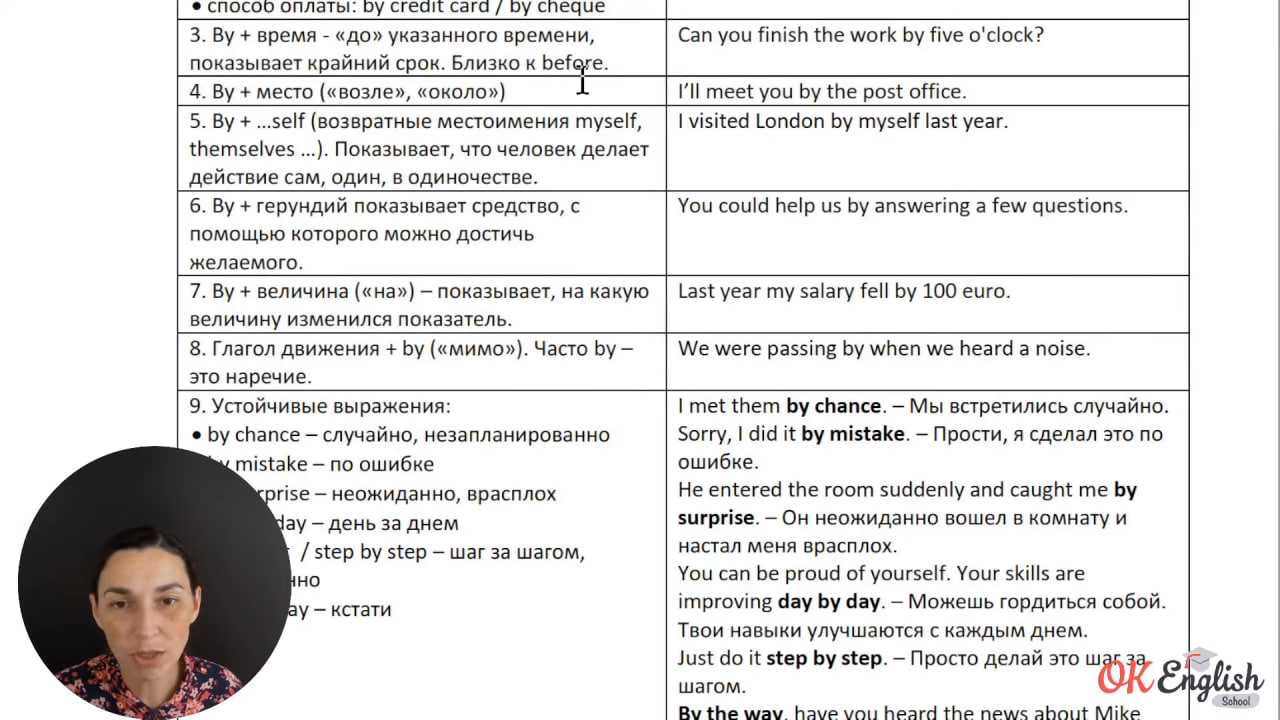 • способ оплаты: by credit card / by cheque
3. By + время - «до» указанного времени,
показывает крайний срок. Близко к before.
Can you finish the work by five o'clock?
4. By + место («возле», «около»)
I’ll meet you by the post office.
5. By + …self (возвратные местоимения myself,
themselves …). Показывает, что человек делает
действие сам, один, в одиночестве.
I visited London by myself last year.
6. By + герундий показывает средство, с
помощью которого можно достичь
желаемого.
You could help us by answering a few questions.
7. By + величина («на») – показывает, на какую
величину изменился показатель.
Last year my salary fell by 100 euro.
8. Глагол движения + by («мимо»). Часто by –
это наречие.
We were passing by when we heard a noise.
9. Устойчивые выражения:
• by chance – случайно, незапланированно
mistake – по ошибке
– неожиданно, врасплох
day – день за днем
/ step by step – шаг за шагом,
– кстати
I met them by chance. – Мы встретились случайно.
Sorry, I did it by mistake. – Прости, я сделал это по
ошибке.
He entered the room suddenly and caught me by
surprise. – Он неожиданно вошел в комнату и
настал меня врасплох.
You can be proud of yourself. Your skills are
improving day by day. – Можешь гордиться собой.
Твои навыки улучшаются с каждым днем.
Just do it step by step. – Просто делай это шаг за
шагом.
By the way, have you heard the news about Mike
OK English
School